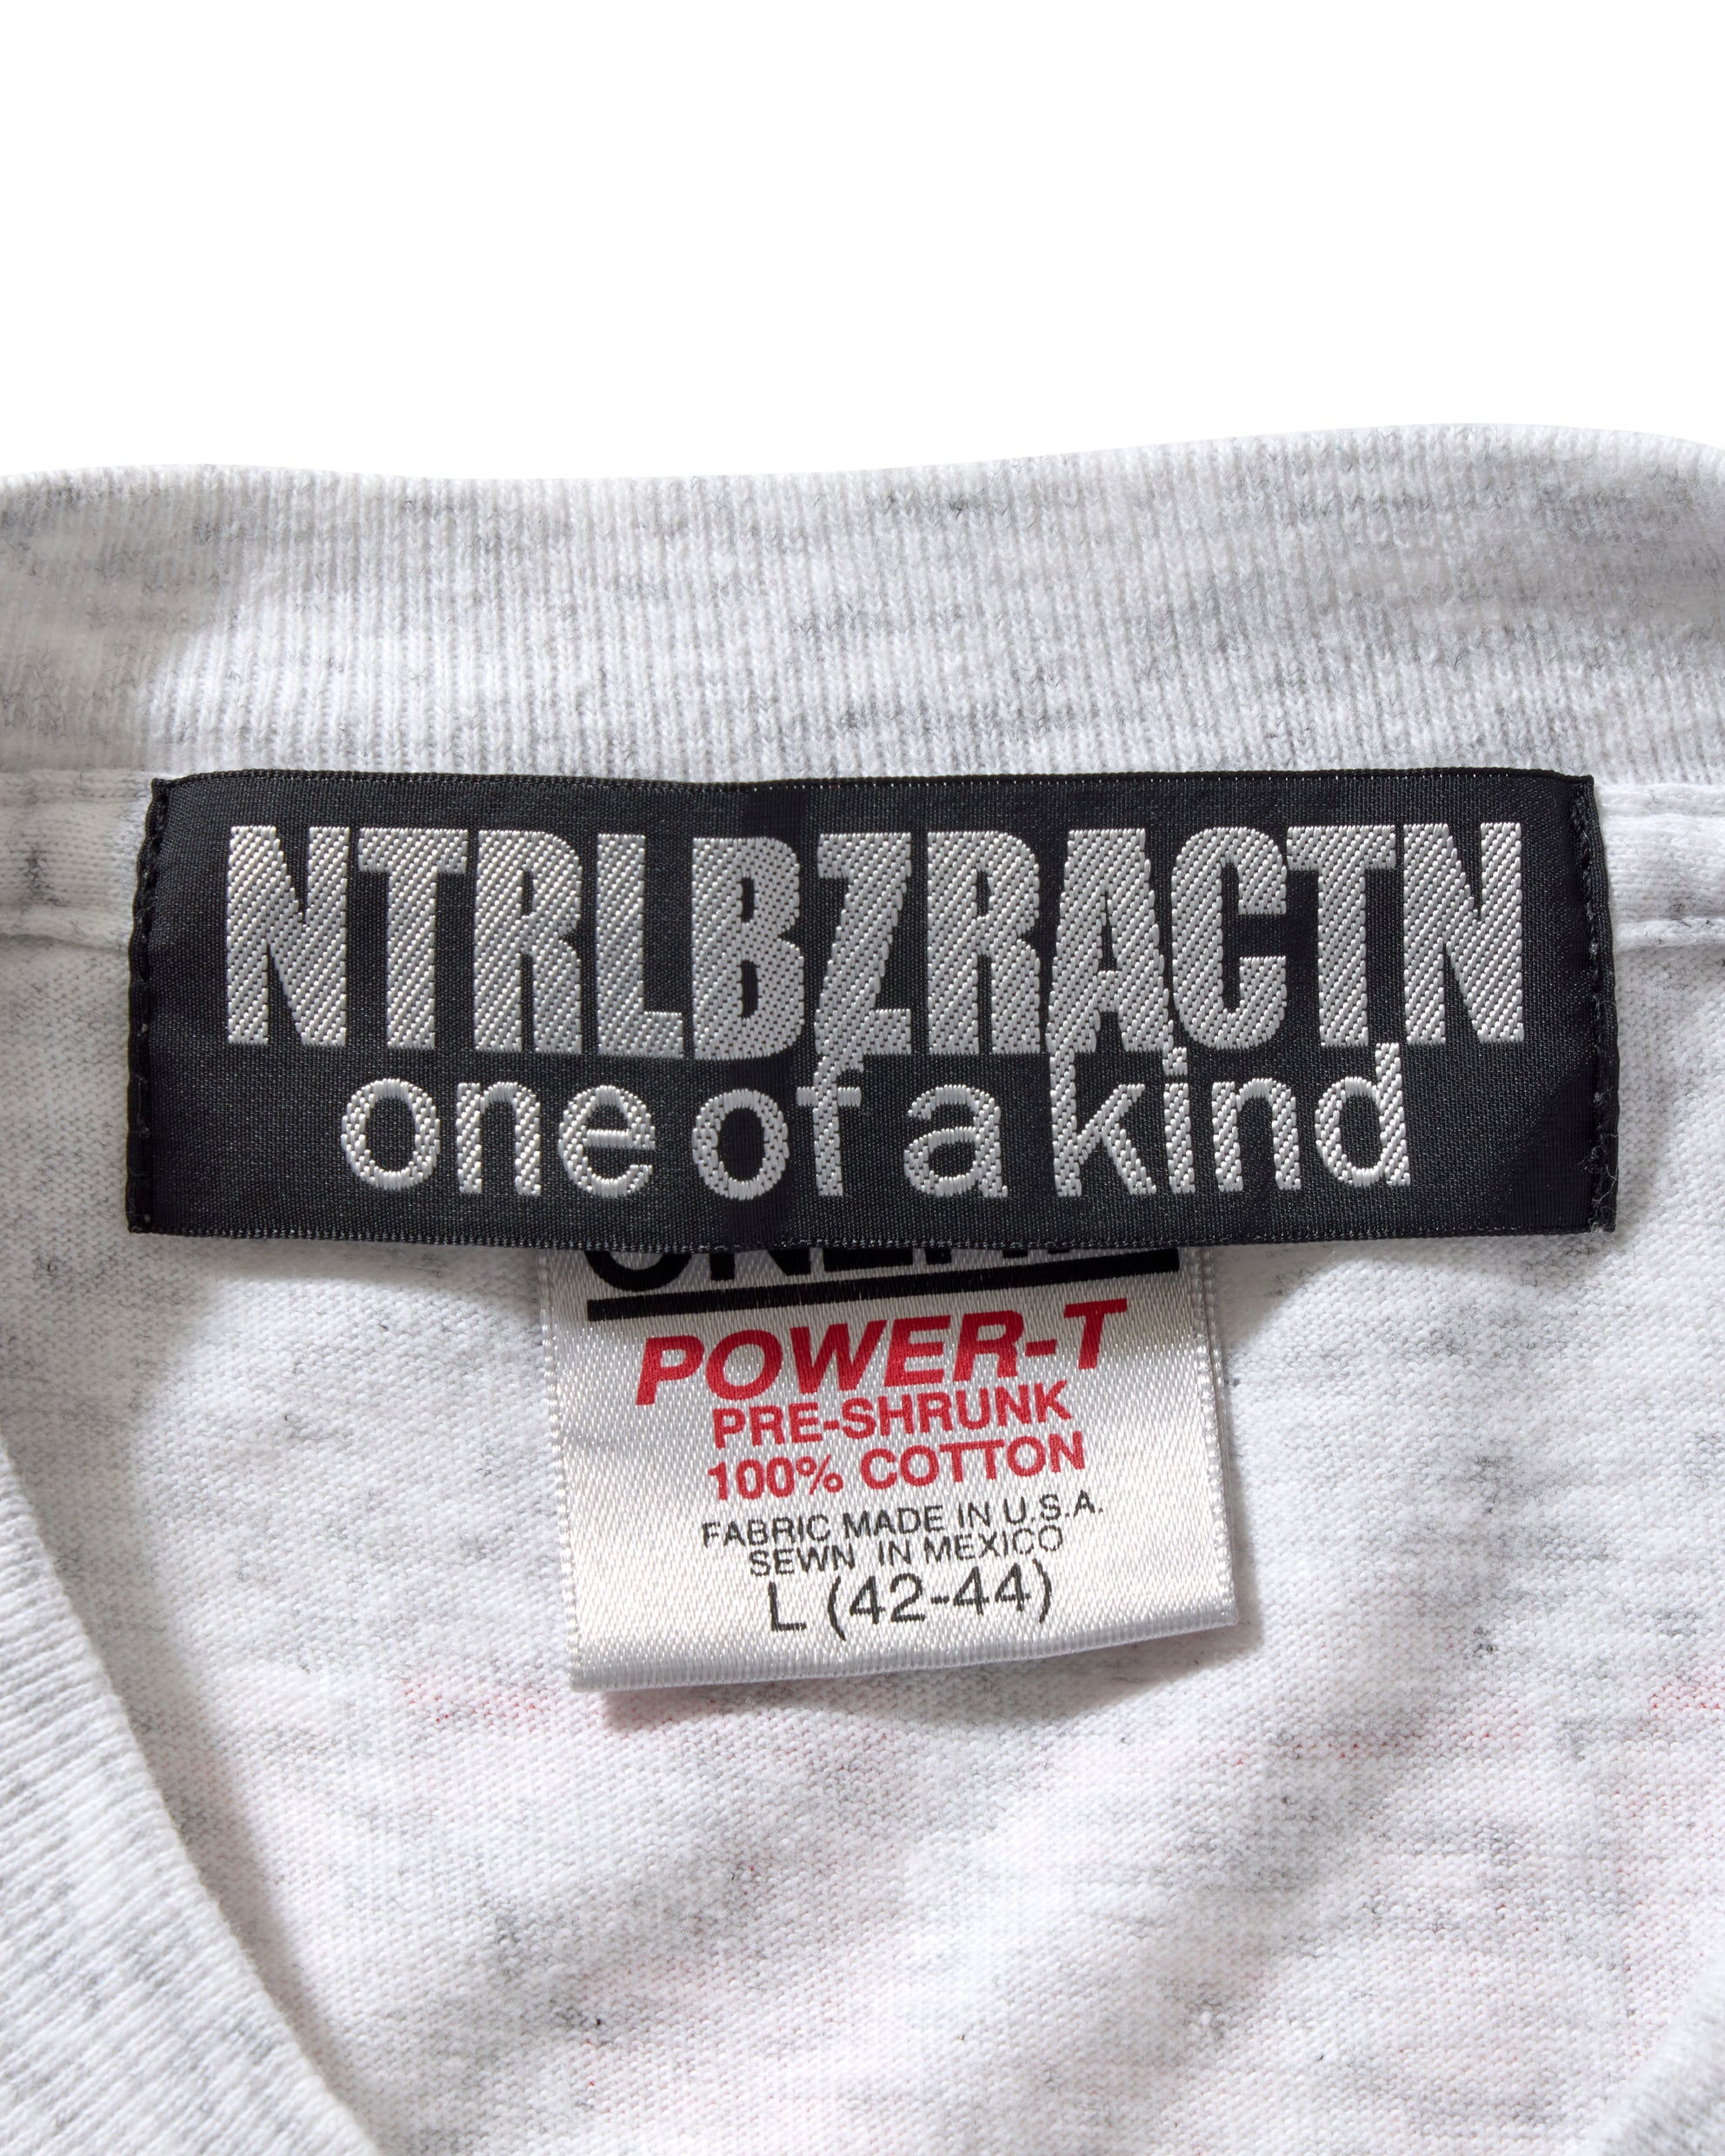 NTRLBZRACTN
one of a kind
POWER-T
PRE-SHRUNK
100% COTTON
FABRIC MADE IN U.S.A.
SEWN IN MEXICO
L (42-44)